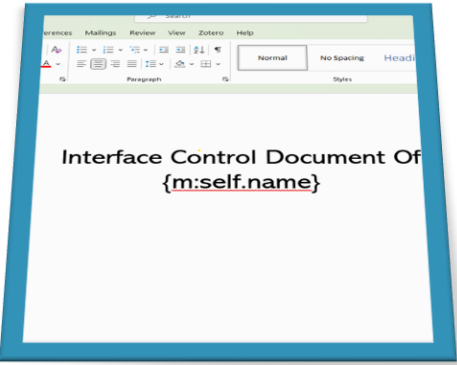 Search
erences Mailings Review View Zotero Help
Normal No Spacing Headi
Paragraph Styles
Interface Control Document Of
{m:self.name}